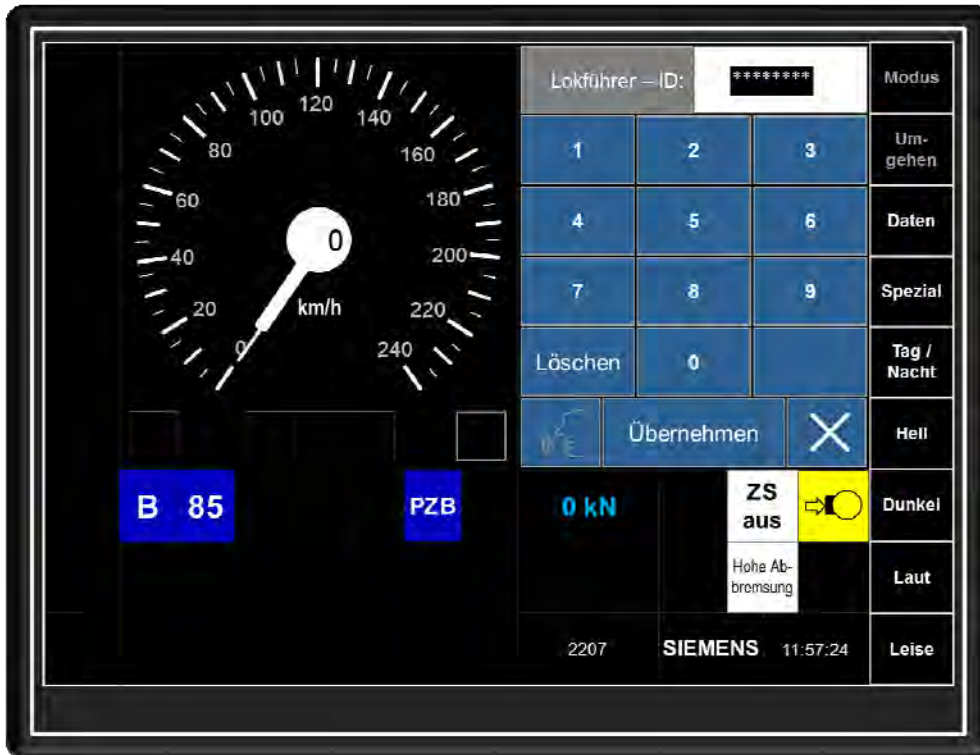 Lokführer – ID: ********
Modus
120
100
140
80
160
60
180
40
200
20
220
0
240
0
km/h
1 2 3
Um-
gehen
4 5 6
Daten
7 8 9
Spezial
Löschen 0
Tag /
Nacht
Übernehmen
Hell
B 85
PZB
0 kN
ZS
aus
Dunkel
Hohe Ab-
bremsung
Laut
2207 SIEMENS 11:57:24
Leise